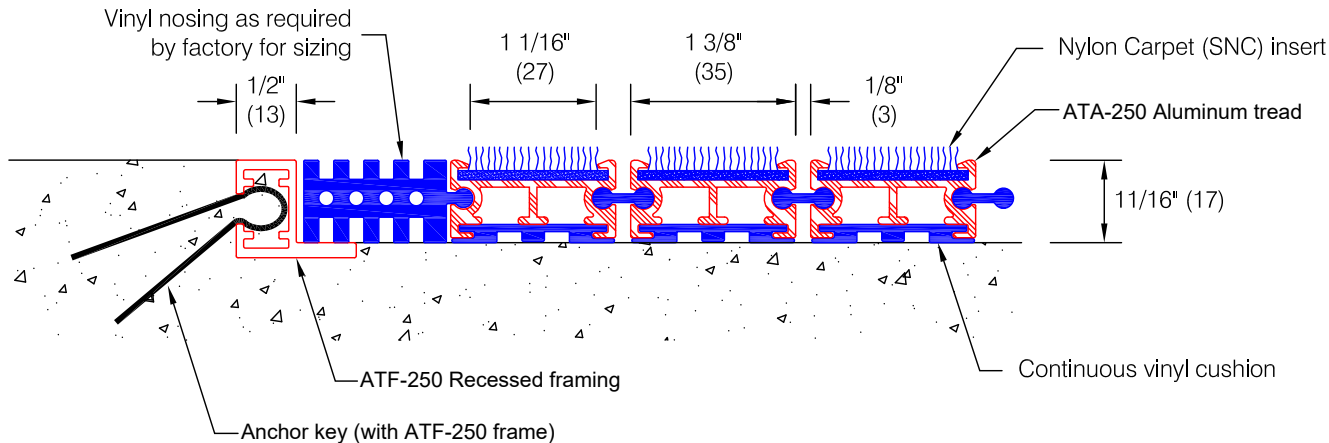 Vinyl nosing as required
by factory for sizing
1/2"
(13)
1 1/16"
(27)
1 3/8"
(35)
1/8"
(3)
Nylon Carpet (SNC) insert
ATA-250 Aluminum tread
11/16" (17)
Continuous vinyl cushion
ATF-250 Recessed framing
Anchor key (with ATF-250 frame)